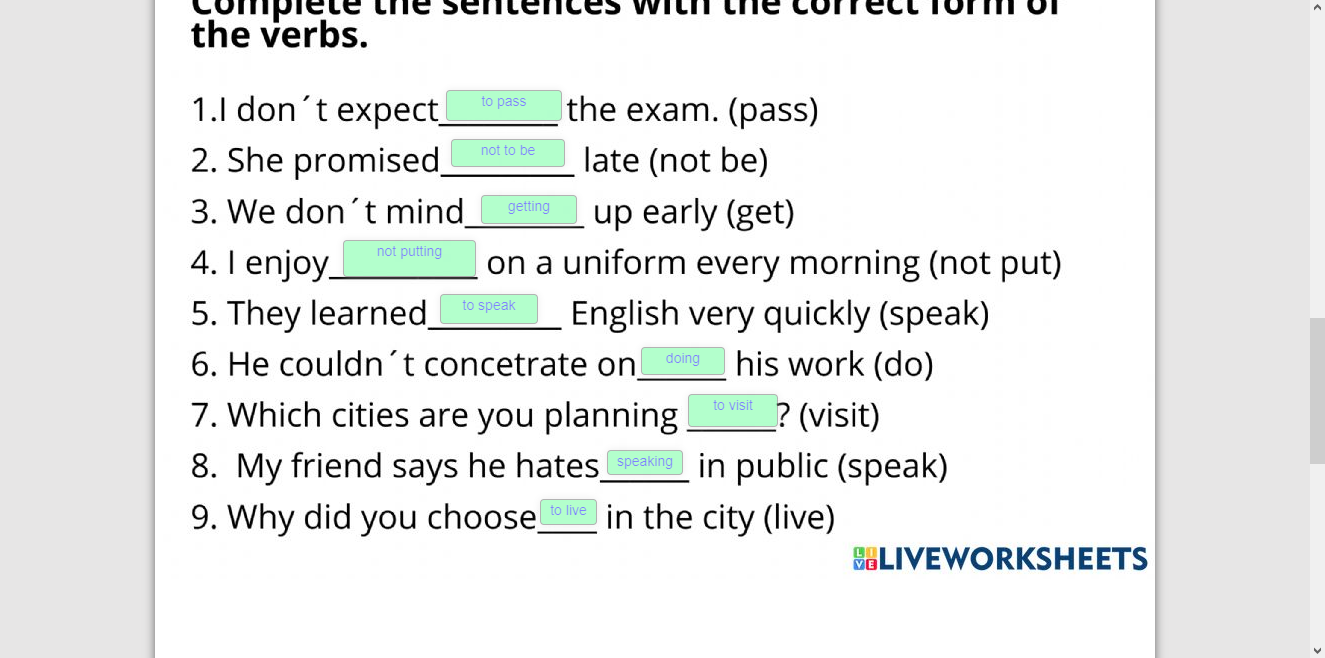 Complete the sentences with the correct form of
the verbs.
1.I don´t expect to pass the exam. (pass)
2. She promised not to be late (not be)
3. We don´t mind getting up early (get)
4. I enjoy not putting on a uniform every morning (not put)
5. They learned to speak English very quickly (speak)
6. He couldn´t concetrate on doing his work (do)
7. Which cities are you planning to visit ? (visit)
8. My friend says he hates speaking in public (speak)
9. Why did you choose to live in the city (live)
LIVE LIVEWORKSHEETS